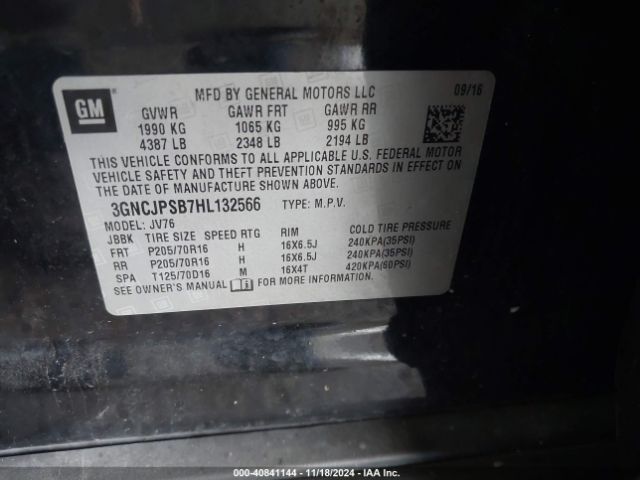 GM
MFD BY GENERAL MOTORS LLC 09/16
GVWR GAWR FRT GAWR RR
1990 KG 1065 KG 995 KG
4387 LB 2348 LB 2194 LB
THIS VEHICLE CONFORMS TO ALL APPLICABLE U.S. FEDERAL MOTOR
VEHICLE SAFETY AND THEFT PREVENTION STANDARDS IN EFFECT ON
THE DATE OF MANUFACTURE SHOWN ABOVE.
3GNCJPSB7HL132566 TYPE: M.P.V.
MODEL: JV76
JBBK TIRE SIZE SPEED RTG RIM COLD TIRE PRESSURE
FRT P205/70R16 H 16X6.5J 240KPA(35PSI)
RR P205/70R16 H 16X6.5J 240KPA(35PSI)
SPA T125/70D16 M 16X4T 420KPA(60PSI)
SEE OWNER'S MANUAL FOR MORE INFORMATION.
000-40841144 - 11/18/2024 - IAA Inc.